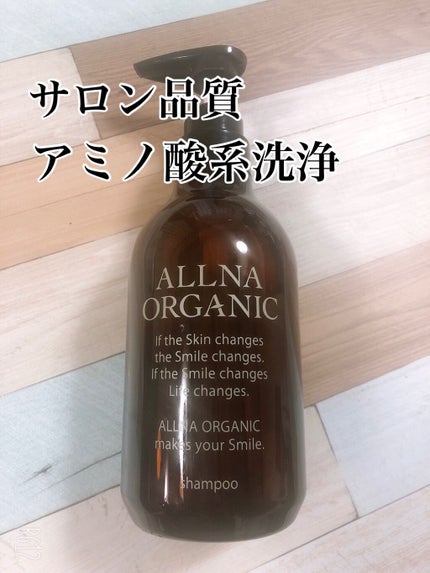 サロン品質
アミノ酸系洗浄
ALLNA
ORGANIC
If the Skin changes
the Smile changes.
If the Smile changes
Life changes.
ALLNA ORGANIC
makes your Smile.
Shampoo